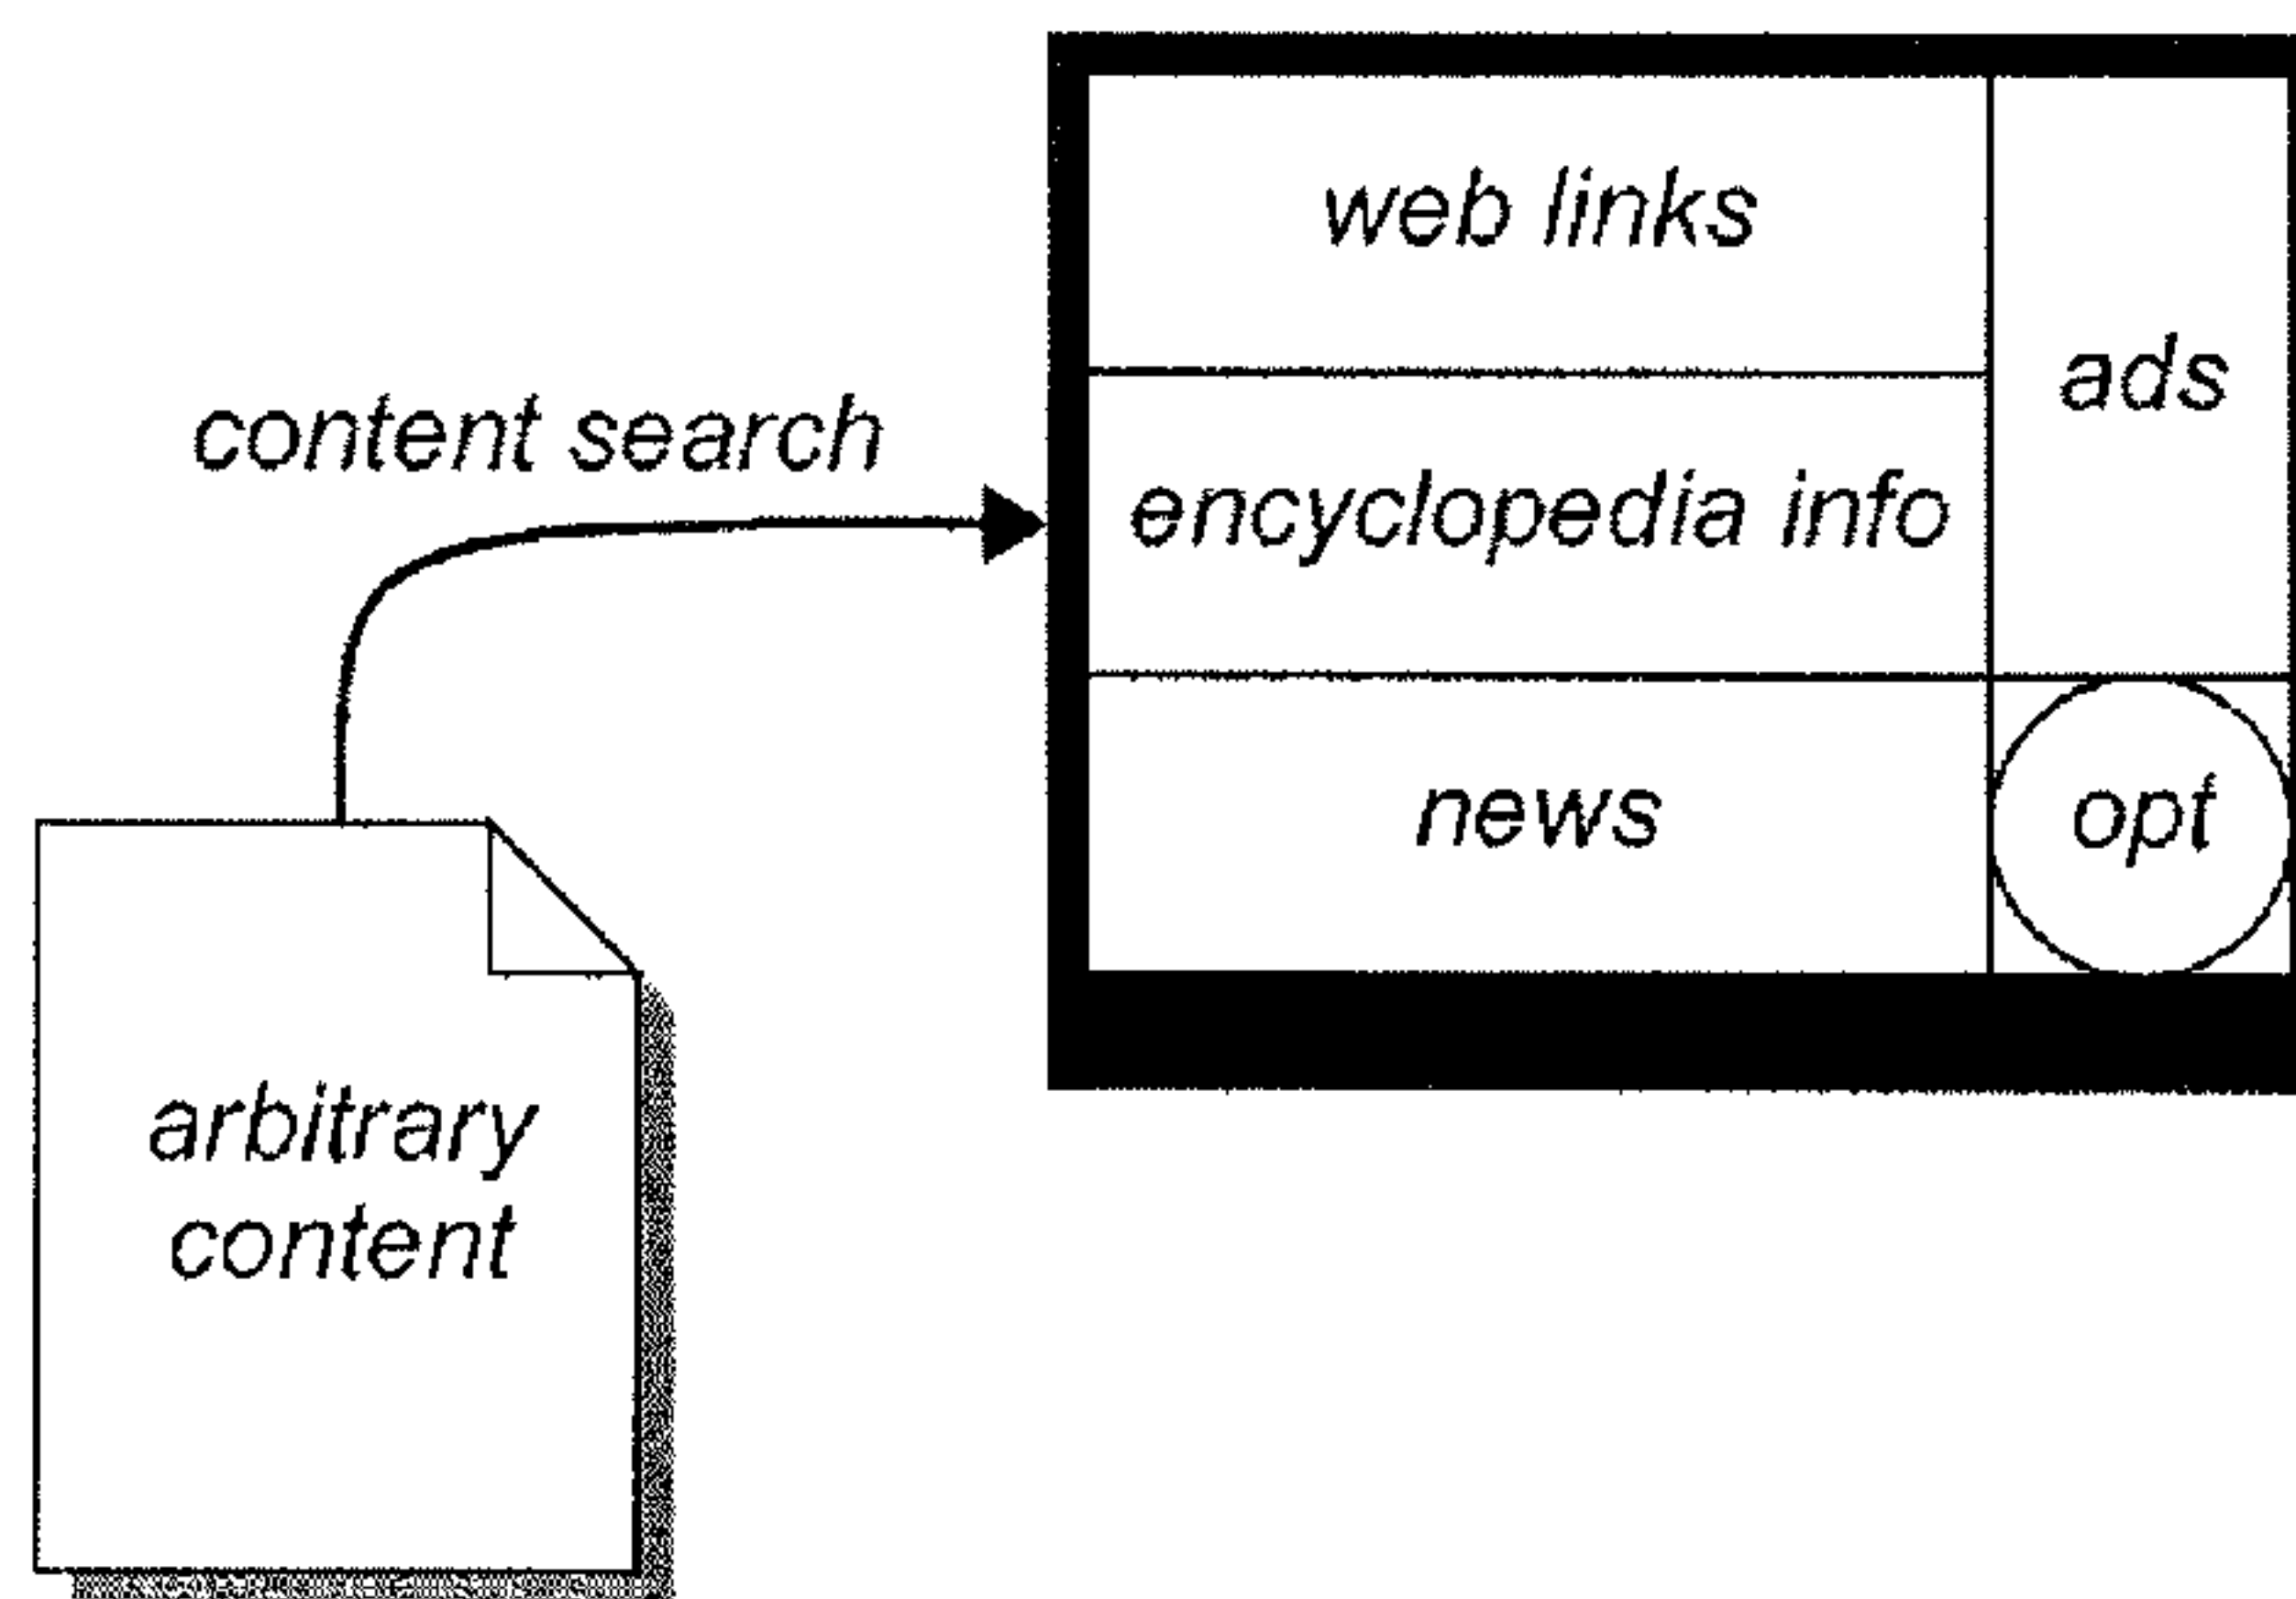 web links
ads
content search
encyclopedia info
news
opt
arbitrary
content